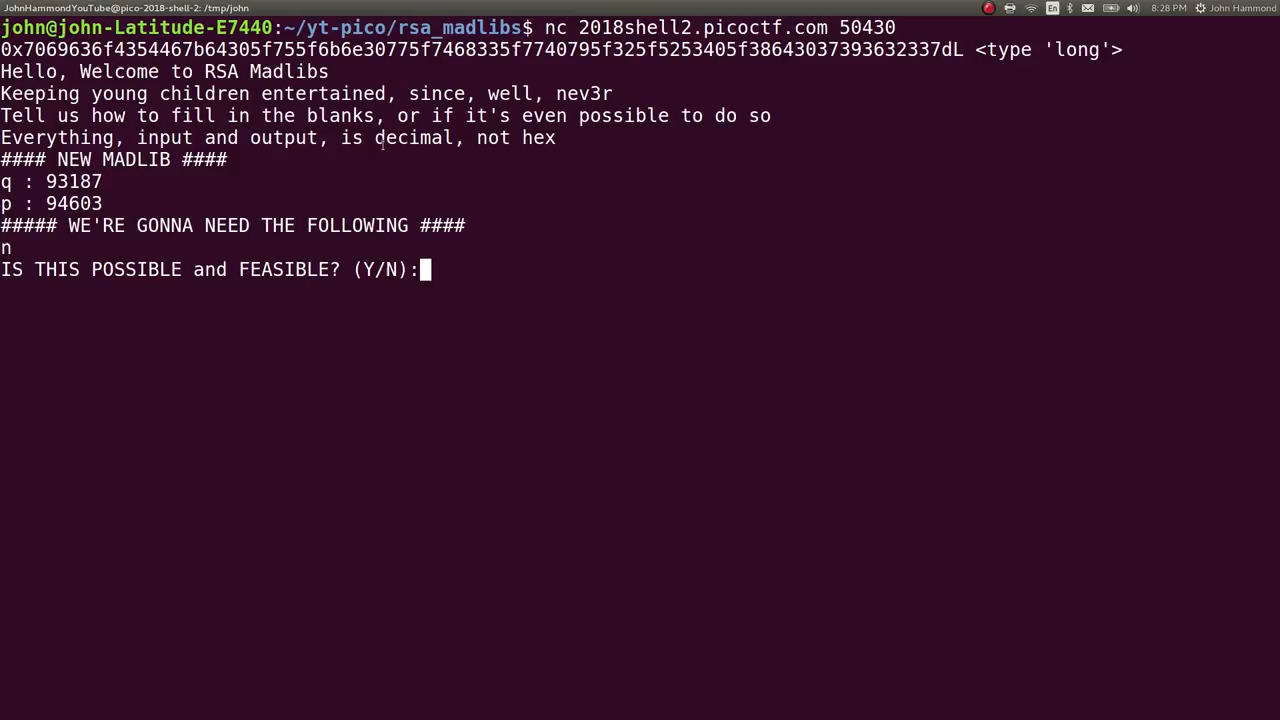 JohnHammondYouTube@pico-2018-shell-2: /tmp/john
En
8:28 PM
John Hammond
john@john-Latitude-E7440:~/yt-pico/rsa_madlibs$ nc 2018shell2.picoctf.com 50430
0x7069636f4354467b64305f755f6b6e30775f7468335f7740795f325f5253405f38643037393632337dL <type 'long'>
Hello, Welcome to RSA Madlibs
Keeping young children entertained, since, well, nev3r
Tell us how to fill in the blanks, or if it's even possible to do so
Everything, input and output, is decimal, not hex
#### NEW MADLIB ####
q : 93187
p : 94603
##### WE'RE GONNA NEED THE FOLLOWING ####
n
IS THIS POSSIBLE and FEASIBLE? (Y/N):